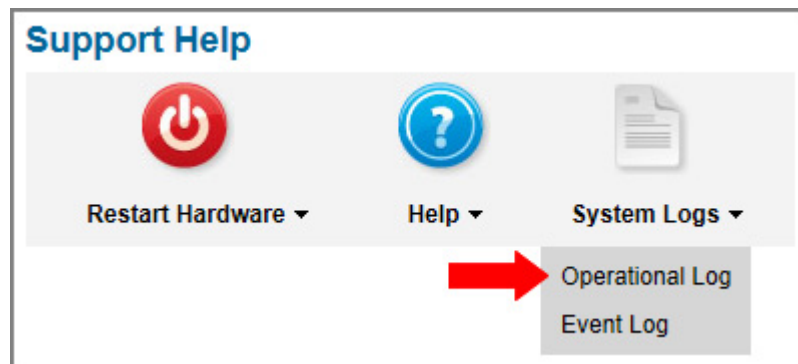 Support Help
?
Restart Hardware Help System Logs
Operational Log
Event Log